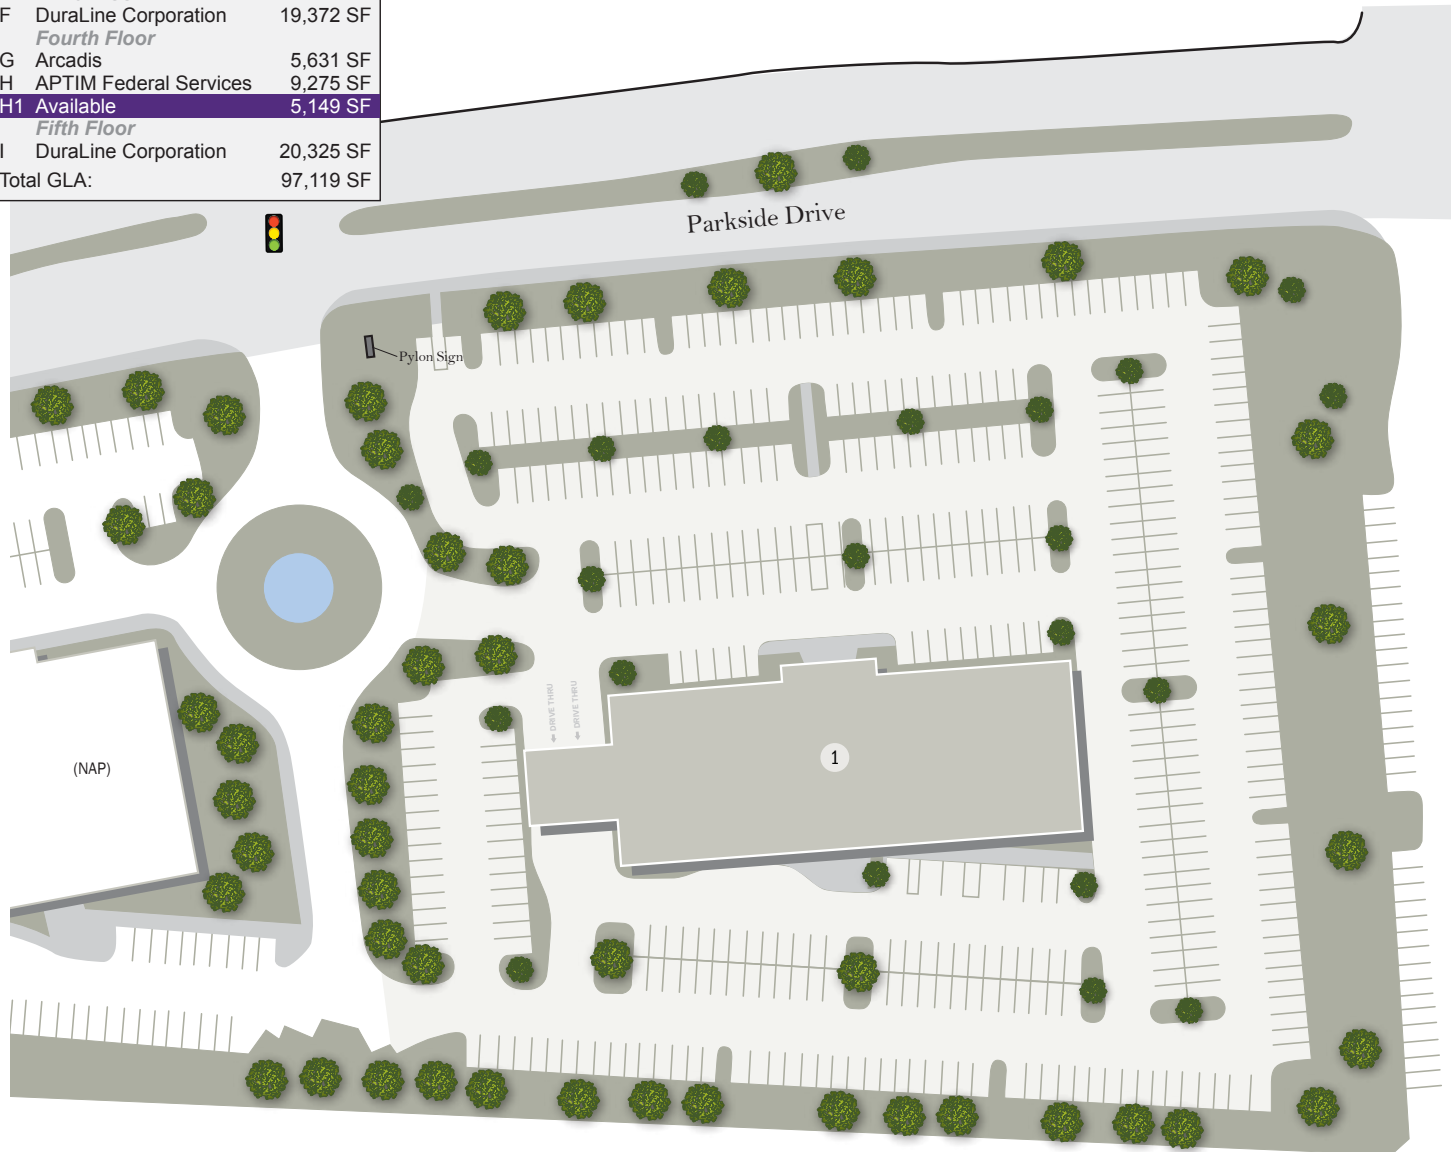 F DuraLine Corporation 19,372 SF
Fourth Floor
G Arcadis 5,631 SF
H APTIM Federal Services 9,275 SF
H1 Available 5,149 SF
Fifth Floor
I DuraLine Corporation 20,325 SF
Total GLA: 97,119 SF
Parkside Drive
Pylon Sign
DRIVE THRU
DRIVE THRU
1
(NAP)